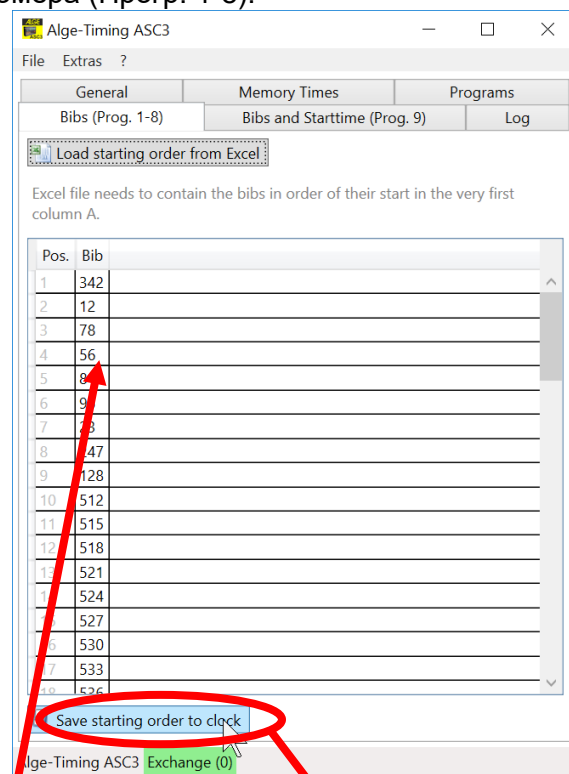 (Прогр. 1-8).
Alge-Timing ASC3
File Extras ?
General Memory Times Programs
Bibs (Prog. 1-8) Bibs and Starttime (Prog. 9) Log
Load starting order from Excel
Excel file needs to contain the bibs in order of their start in the very first
column A.
Pos. Bib
1 342
2 12
3 78
4 56
5
6
7
8
9 128
10 512
11 515
12 518
521
524
527
530
533
Save starting order to clock
Alge-Timing ASC3 Exchange (0)